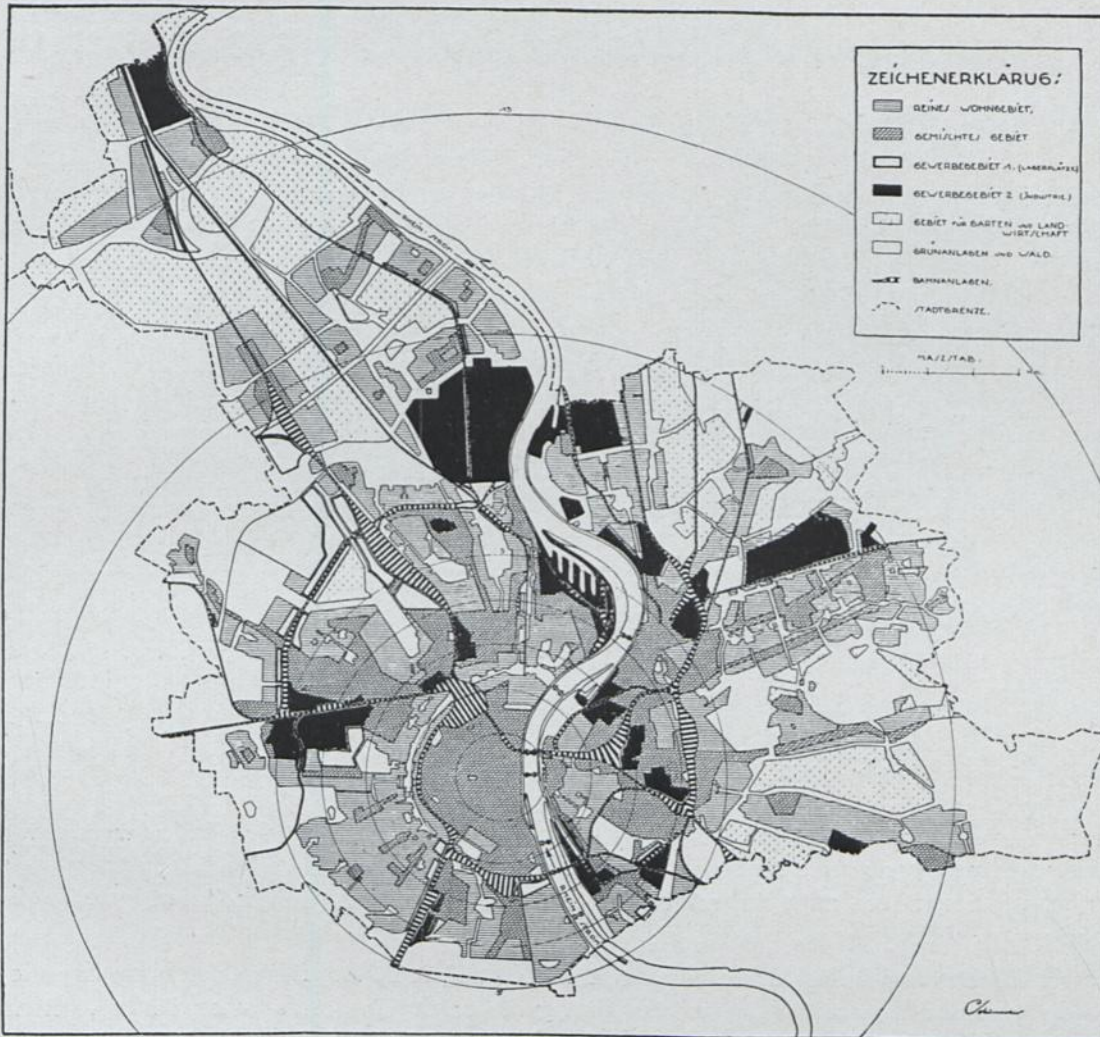 ZEICHENERKLÄRUG:
REINES WOHNGEBIET.
GEMISCHTES GEBIET
GEWERBEGEBIET 1. (LAGERPLÄTZE)
GEWERBEGEBIET 2 (INDUSTRIE)
GEBIET FÜR GARTEN UND LAND-
WIRTSCHAFT
GRÜNANLAGEN UND WALD.
BAHNANLAGEN.
STADTGRENZE.
MASZSTAB.